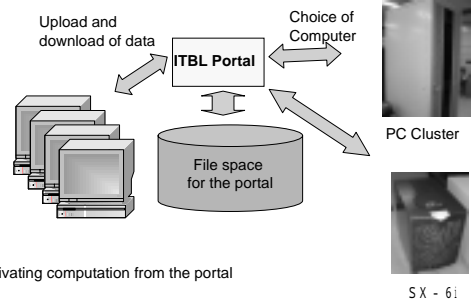 Upload and
download of data
Choice of
Computer
ITBL Portal
PC Cluster
File space
for the portal
ivating computation from the portal
SX - 6i